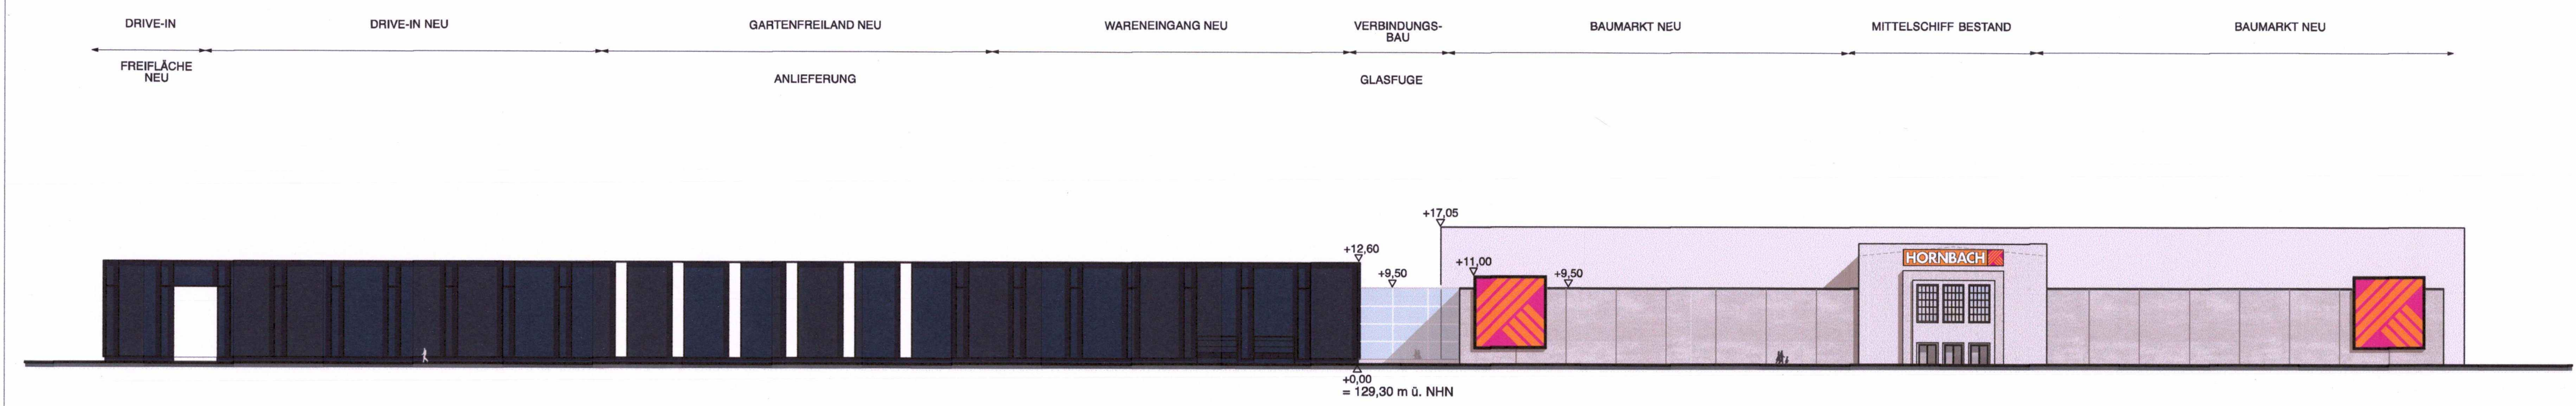 DRIVE-IN
DRIVE-IN NEU
GARTENFREILAND NEU
WARENEINGANG NEU
VERBINDUNGS-
BAU
BAUMARKT NEU
MITTELSCHIFF BESTAND
BAUMARKT NEU
FREIFLÄCHE
NEU
ANLIEFERUNG
GLASFUGE
+17,05
+12,60
+11,00
+9,50
+9,50
HORNBACH
+0,00
= 129,30 m ü. NHN